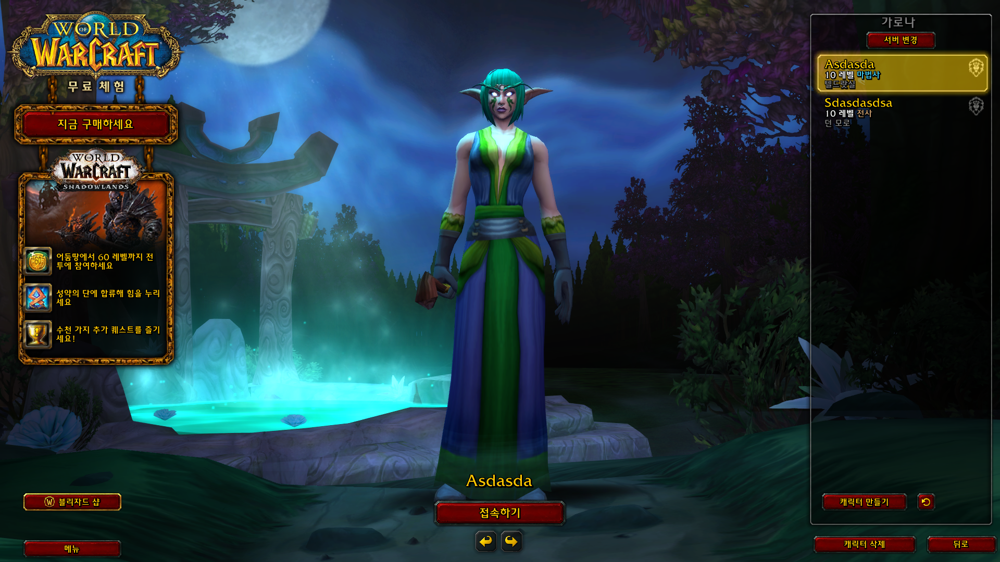 WORLD OF WARCRAFT
무료 체험
지금 구매하세요
WORLD OF WARCRAFT
SHADOWLANDS
어둠땅에서 60 레벨까지 전
투에 참여하세요
성약의 단에 합류해 힘을 누리
세요
수천 가지 추가 퀘스트를 즐기
세요!
블리자드 샵
메뉴
Asdasda
접속하기
가로나
서버 변경
Asdasda
10 레벨 마법사
텔드랏실
Sdasdasdsa
10 레벨 전사
던 모로
캐릭터 만들기
캐릭터 삭제
뒤로